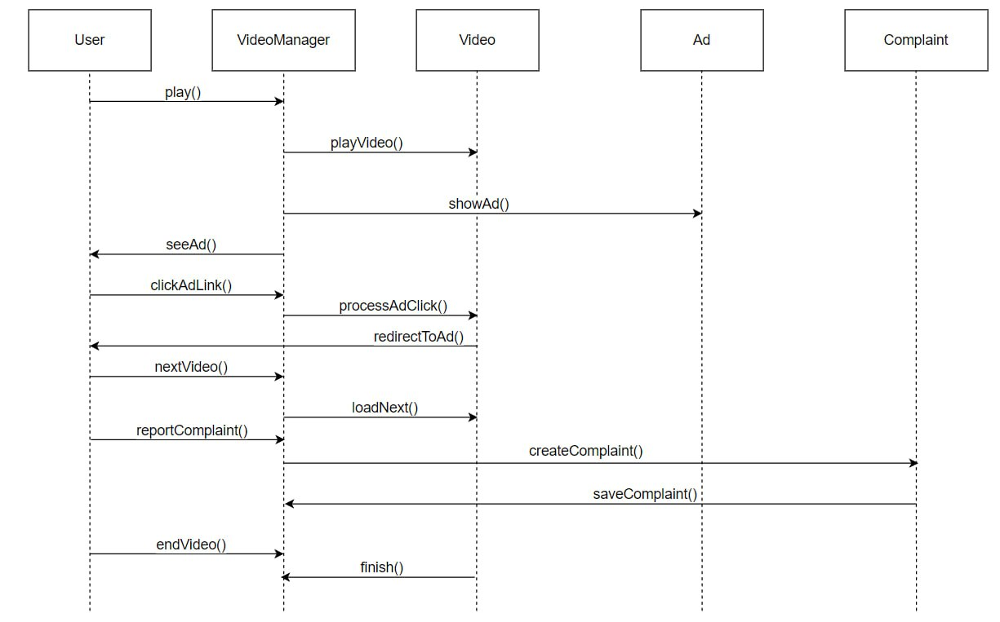 User
VideoManager
Video
Ad
Complaint
play()
playVideo()
showAd()
seeAd()
clickAdLink()
processAdClick()
redirectToAd()
nextVideo()
loadNext()
reportComplaint()
createComplaint()
saveComplaint()
endVideo()
finish()